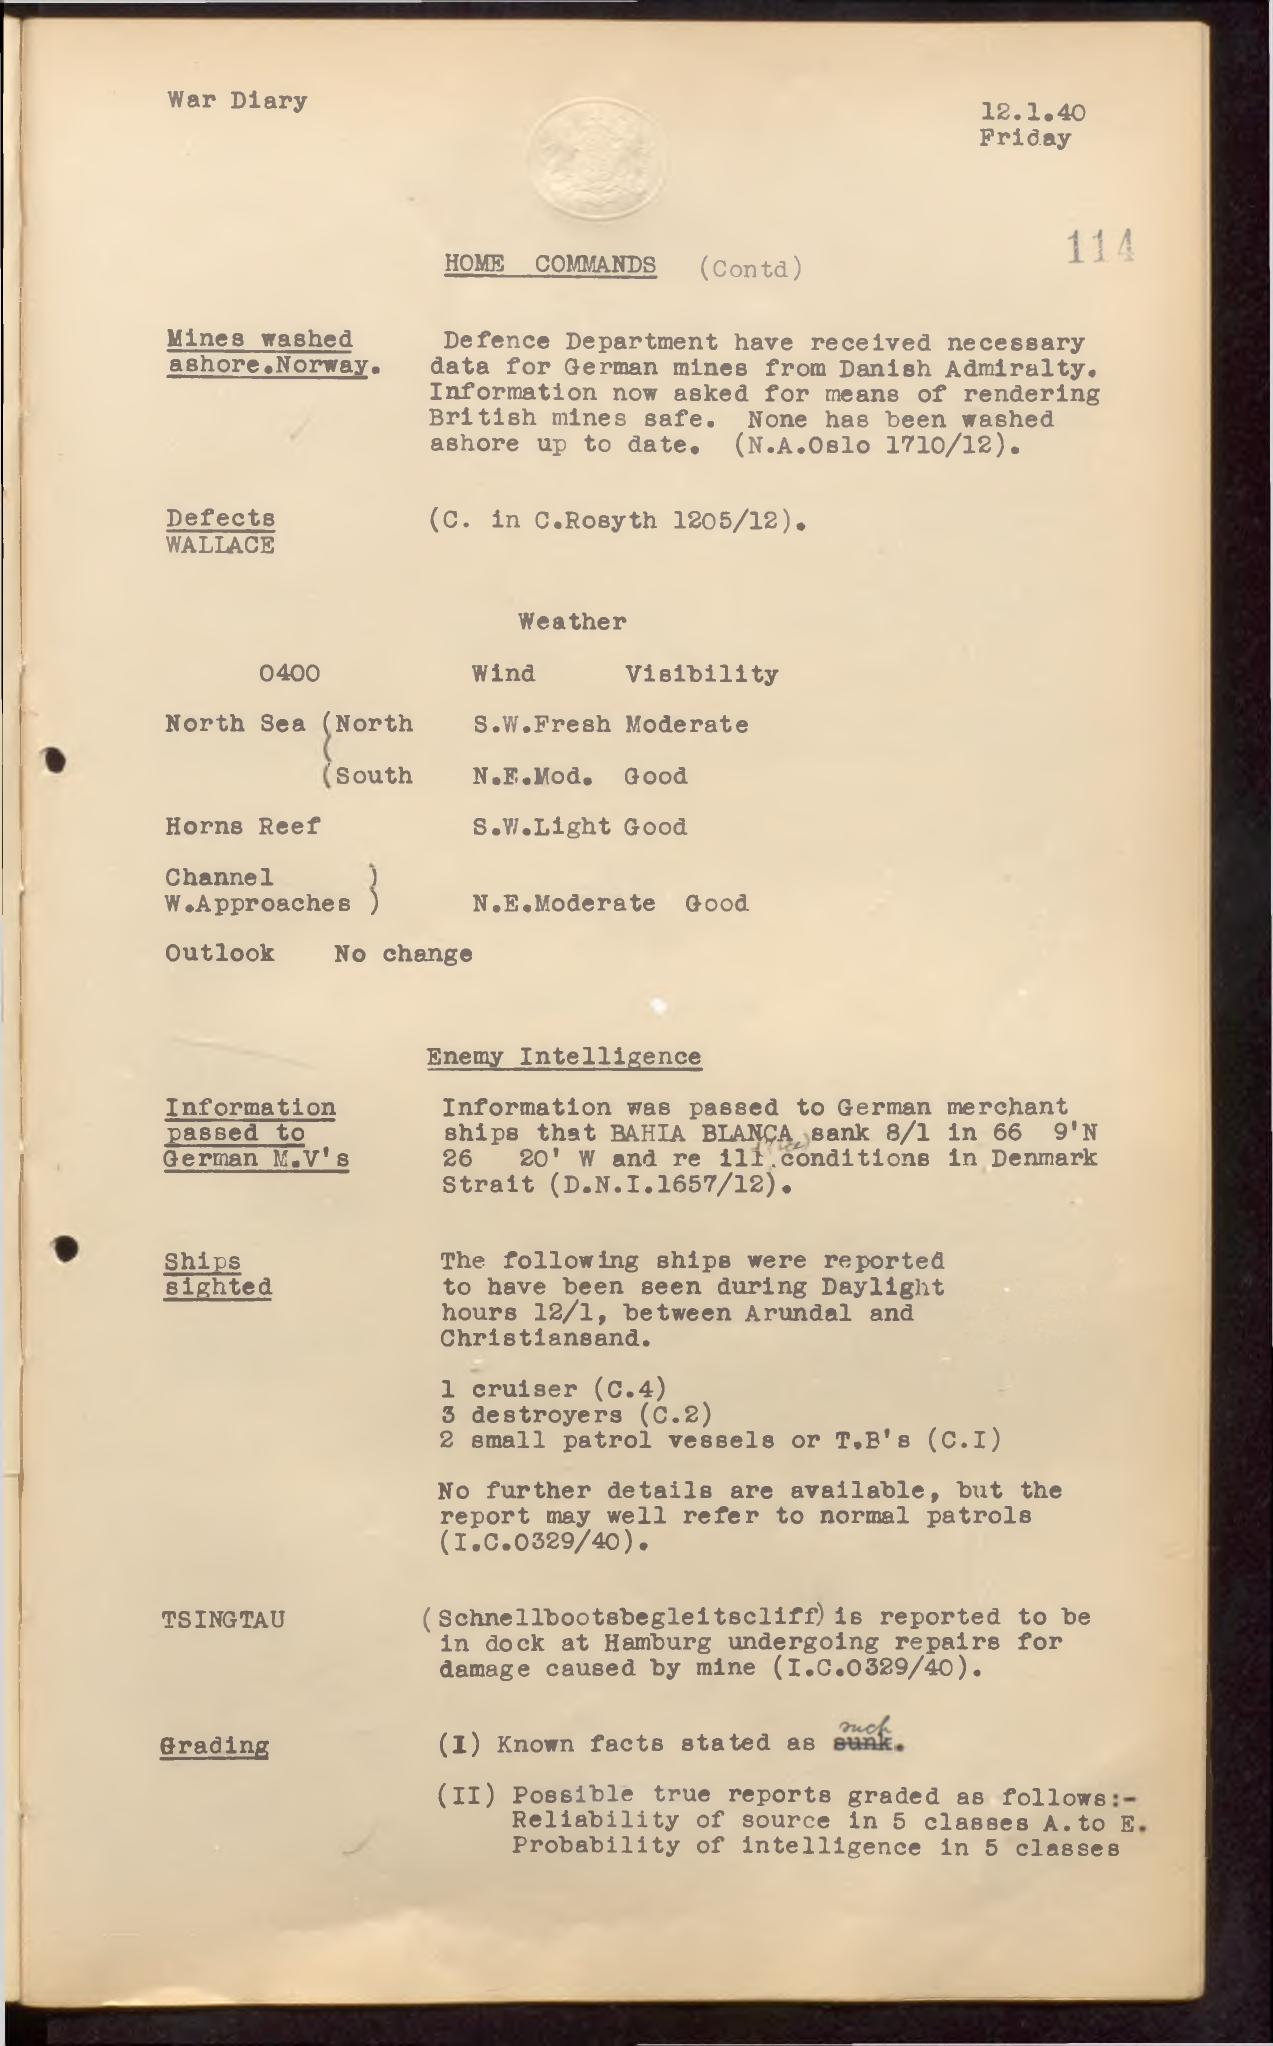 War Diary
12.1.40
Friday
114
HOME COMMANDS (Contd)
Mines washed
ashore.Norway.
Defence Department have received necessary
data for German mines from Danish Admiralty.
Information now asked for means of rendering
British mines safe. None has been washed
ashore up to date. (N.A.Oslo 1710/12).
Defects
WALLACE
(C. in C.Rosyth 1205/12).
Weather
0400 Wind Visibility
North Sea (North S.W.Fresh Moderate
(
(South N.E.Mod. Good
Horns Reef S.W.Light Good
Channel )
W.Approaches ) N.E.Moderate Good
Outlook No change
Enemy Intelligence
Information
passed to
German M.V's
Information was passed to German merchant
ships that BAHIA BLANCA sank 8/1 in 66 9'N
26 20' W and re ill conditions in Denmark
Strait (D.N.I.1657/12).
Ships
sighted
The following ships were reported
to have been seen during Daylight
hours 12/1, between Arundal and
Christiansand.
1 cruiser (C.4)
3 destroyers (C.2)
2 small patrol vessels or T.B's (C.I)
No further details are available, but the
report may well refer to normal patrols
(I.C.0329/40).
TSINGTAU
(Schnellbootsbegleitscliff) is reported to be
in dock at Hamburg undergoing repairs for
damage caused by mine (I.C.0329/40).
Grading
such
(I) Known facts stated as sunk.
(II) Possible true reports graded as follows:-
Reliability of source in 5 classes A.to E.
Probability of intelligence in 5 classes